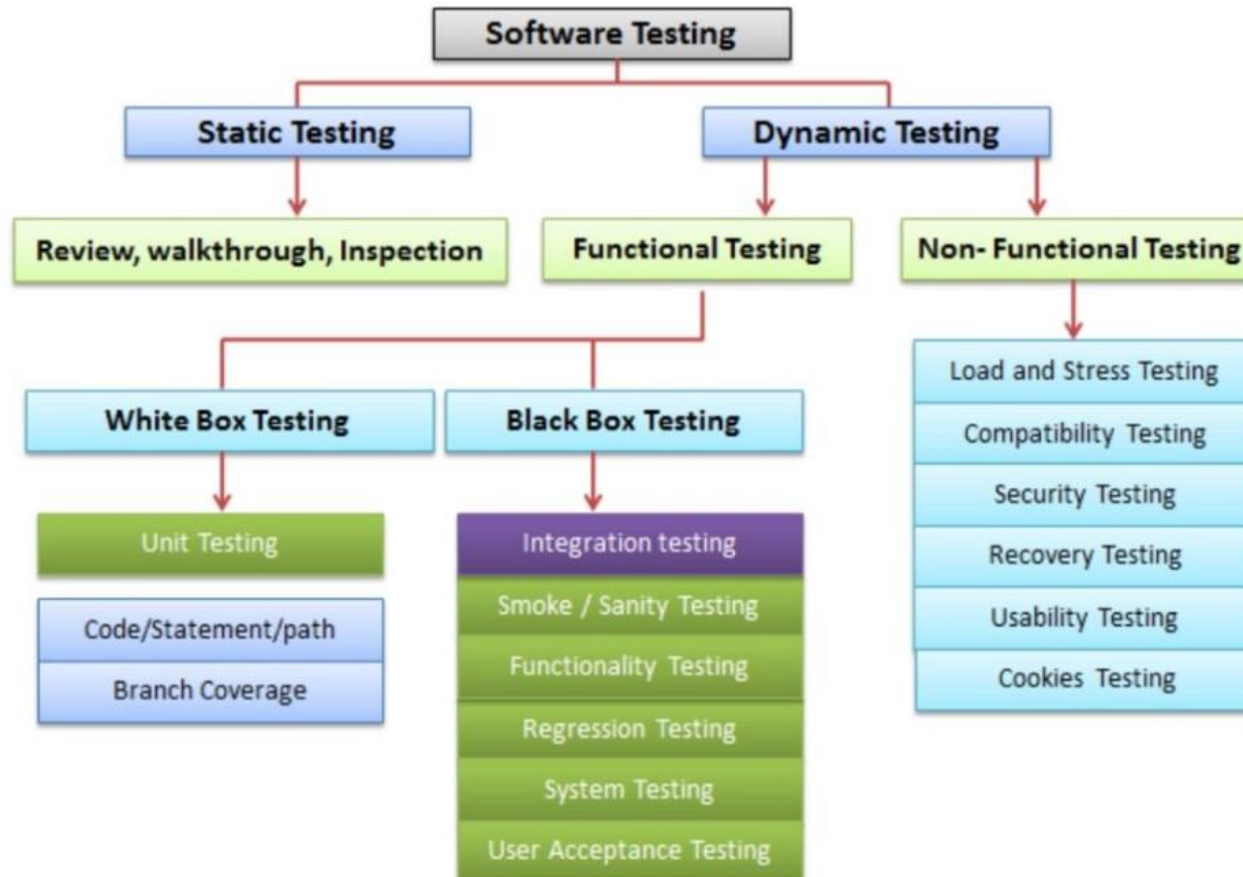 Software Testing
Static Testing
Dynamic Testing
Review, walkthrough, Inspection
Functional Testing
Non- Functional Testing
White Box Testing
Black Box Testing
Unit Testing
Code/Statement/path
Branch Coverage
Integration testing
Smoke / Sanity Testing
Functionality Testing
Regression Testing
System Testing
User Acceptance Testing
Load and Stress Testing
Compatibility Testing
Security Testing
Recovery Testing
Usability Testing
Cookies Testing